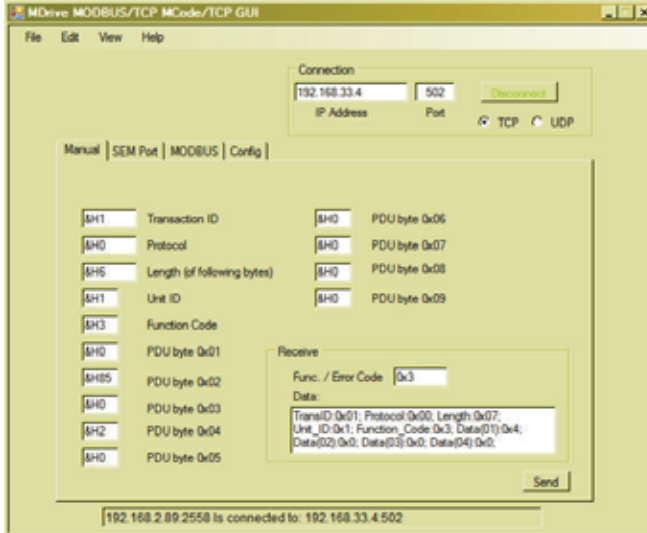 MDrive MODBUS/TCP MCode/TCP GUI
File Edit View Help
Connection
192.168.33.4 502 Disconnect
IP Address Port TCP UDP
Manual SEM Port MODBUS Config
&H1 Transaction ID &H0 PDU byte 0x06
&H0 Protocol &H0 PDU byte 0x07
&H6 Length (of following bytes) &H0 PDU byte 0x08
&H1 Unit ID &H0 PDU byte 0x09
&H3 Function Code
&H0 PDU byte 0x01
&H85 PDU byte 0x02
&H0 PDU byte 0x03
&H2 PDU byte 0x04
&H0 PDU byte 0x05
Receive
Func. / Error Code 0x3
Data:
TransID:0x01; Protocol:0x00; Length:0x07;
Unit_ID:0x1; Function_Code:0x3; Data(01):0x4;
Data(02):0x0; Data(03):0x0; Data(04):0x0;
Send
192.168.2.89:2558 Is connected to: 192.168.33.4:502